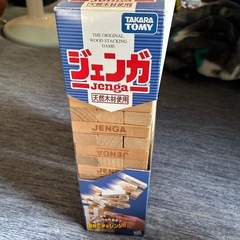 TAKARA
TOMY
THE ORIGINAL
WOOD STACKING
GAME
ジェンガ
Jenga
天然木材使用
JENGA
JENGA
JENGA